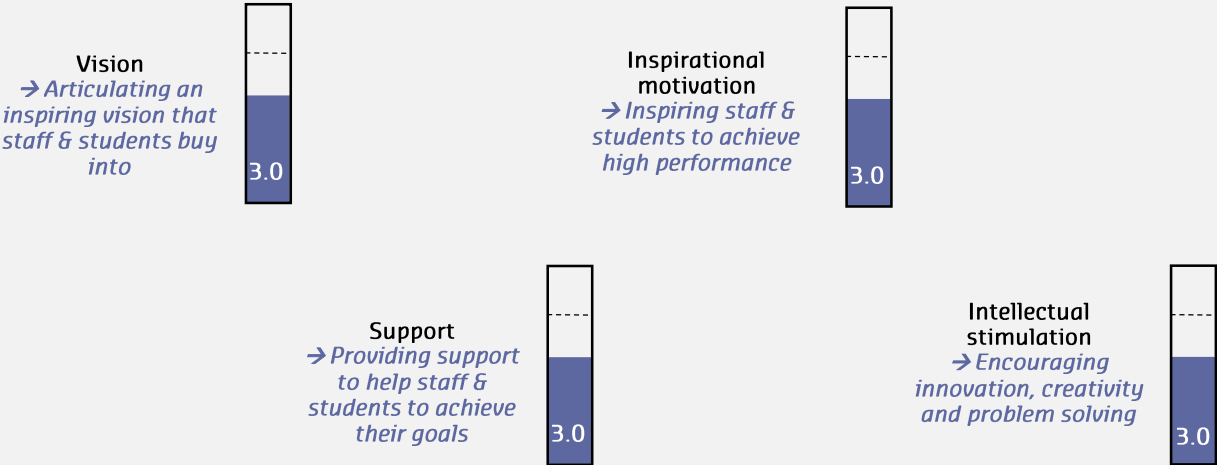 Vision
→ Articulating an
inspiring vision that
staff & students buy
into
3.0
Inspirational
motivation
→ Inspiring staff &
students to achieve
high performance
3.0
Support
→ Providing support
to help staff &
students to achieve
their goals
3.0
Intellectual
stimulation
→ Encouraging
innovation, creativity
and problem solving
3.0